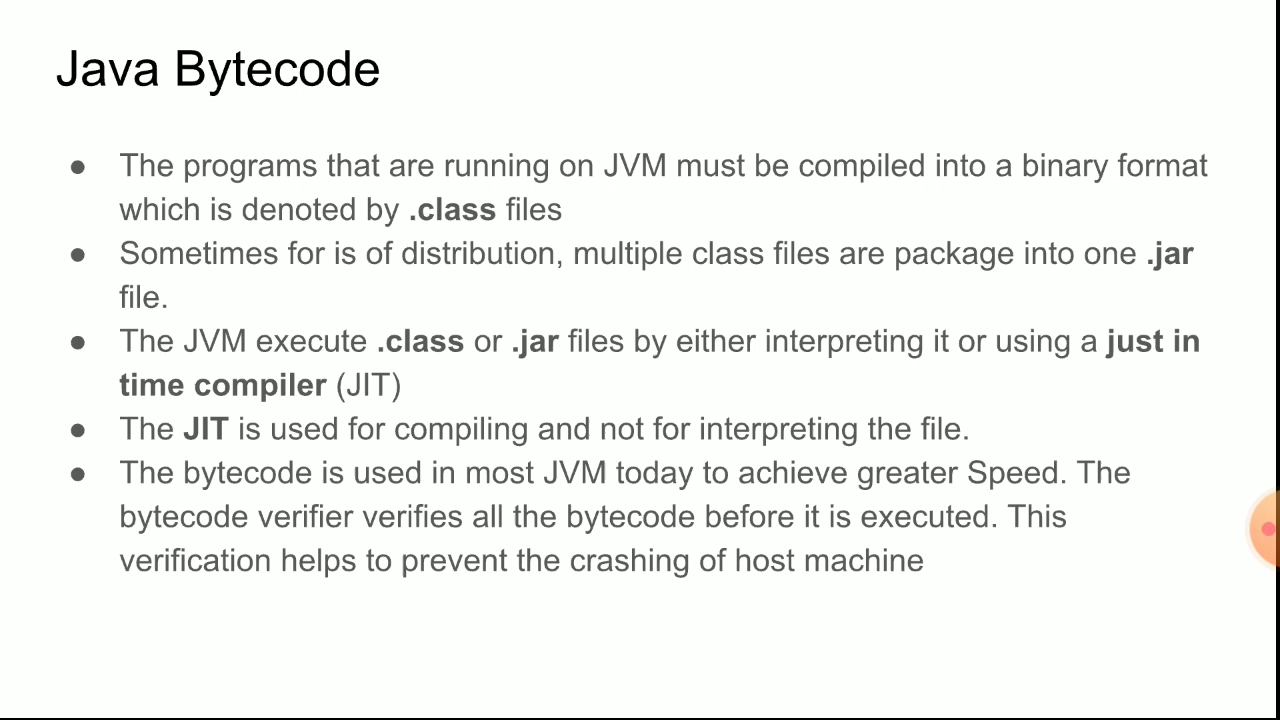 Java Bytecode
● The programs that are running on JVM must be compiled into a binary format
which is denoted by .class files
● Sometimes for is of distribution, multiple class files are package into one .jar
file.
● The JVM execute .class or .jar files by either interpreting it or using a just in
time compiler (JIT)
● The JIT is used for compiling and not for interpreting the file.
● The bytecode is used in most JVM today to achieve greater Speed. The
bytecode verifier verifies all the bytecode before it is executed. This
verification helps to prevent the crashing of host machine